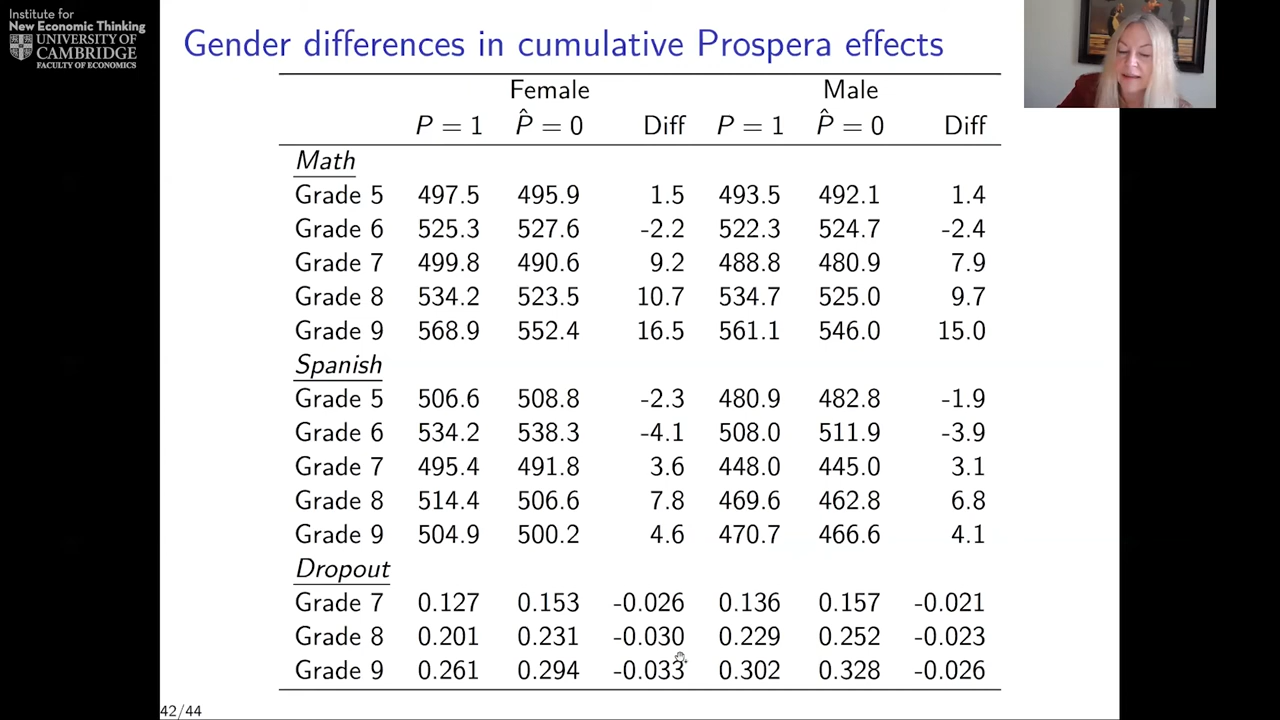 Institute for
New Economic Thinking
UNIVERSITY OF
CAMBRIDGE
FACULTY OF ECONOMICS
Gender differences in cumulative Prospera effects
Female Male
P = 1 P̂ = 0 Diff P = 1 P̂ = 0 Diff
Math
Grade 5 497.5 495.9 1.5 493.5 492.1 1.4
Grade 6 525.3 527.6 -2.2 522.3 524.7 -2.4
Grade 7 499.8 490.6 9.2 488.8 480.9 7.9
Grade 8 534.2 523.5 10.7 534.7 525.0 9.7
Grade 9 568.9 552.4 16.5 561.1 546.0 15.0
Spanish
Grade 5 506.6 508.8 -2.3 480.9 482.8 -1.9
Grade 6 534.2 538.3 -4.1 508.0 511.9 -3.9
Grade 7 495.4 491.8 3.6 448.0 445.0 3.1
Grade 8 514.4 506.6 7.8 469.6 462.8 6.8
Grade 9 504.9 500.2 4.6 470.7 466.6 4.1
Dropout
Grade 7 0.127 0.153 -0.026 0.136 0.157 -0.021
Grade 8 0.201 0.231 -0.030 0.229 0.252 -0.023
Grade 9 0.261 0.294 -0.033 0.302 0.328 -0.026
42/44